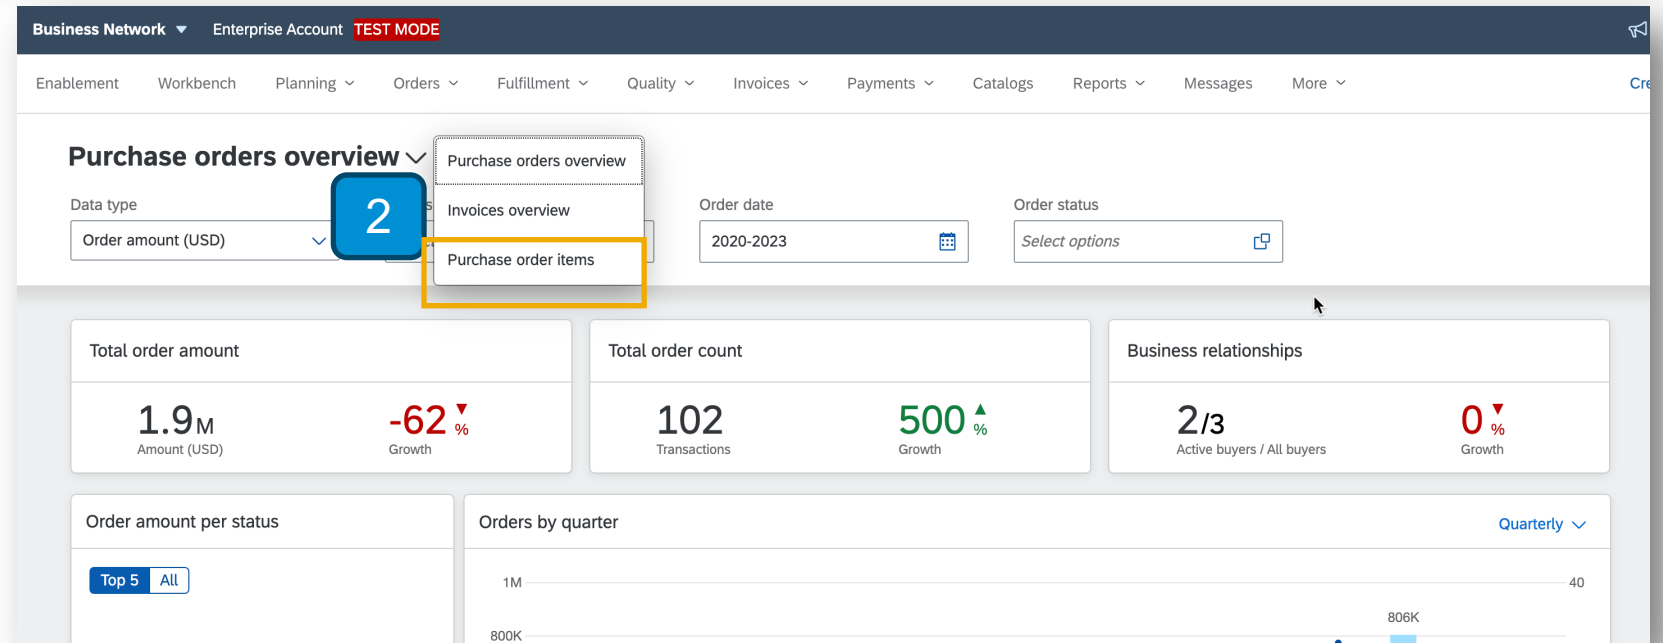 Business Network Enterprise Account TEST MODE
Enablement Workbench Planning Orders Fulfillment Quality Invoices Payments Catalogs Reports Messages More Cre
Purchase orders overview
Purchase orders overview
Invoices overview
Purchase order items
2
Data type
Order amount (USD)
Order date
2020-2023
Order status
Select options
Total order amount
1.9 M
Amount (USD)
-62 %
Growth
Total order count
102
Transactions
500 %
Growth
Business relationships
2/3
Active buyers / All buyers
0 %
Growth
Order amount per status
Top 5 All
Orders by quarter
Quarterly
1M
40
806K
800K